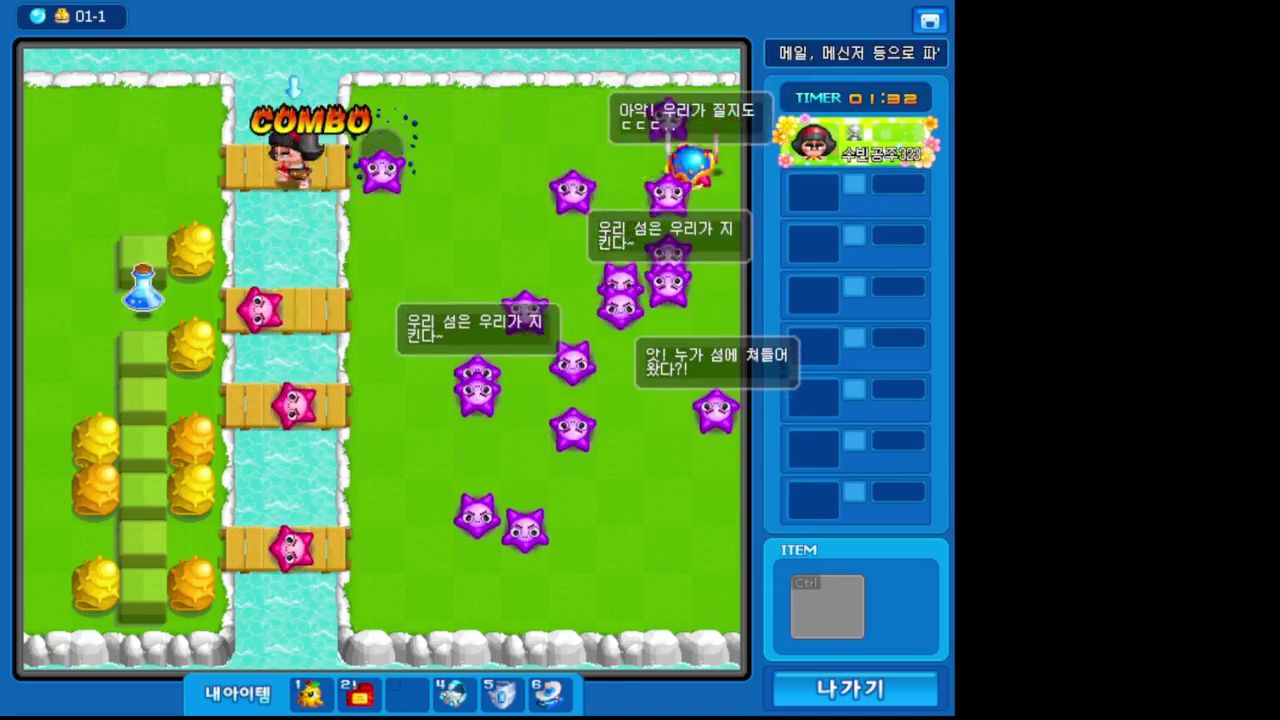 01-1
메일, 메신저 등으로 파
TIMER 01:32
수빈공주323
COMBO
아악! 우리가 질지도
ㄷㄷㄷ..
우리 섬은 우리가 지
킨다~
우리 섬은 우리가 지
킨다~
앗! 누가 섬에 쳐들어
왔다?!
ITEM
Ctrl
내아이템
1
2
4
5
6
나가기